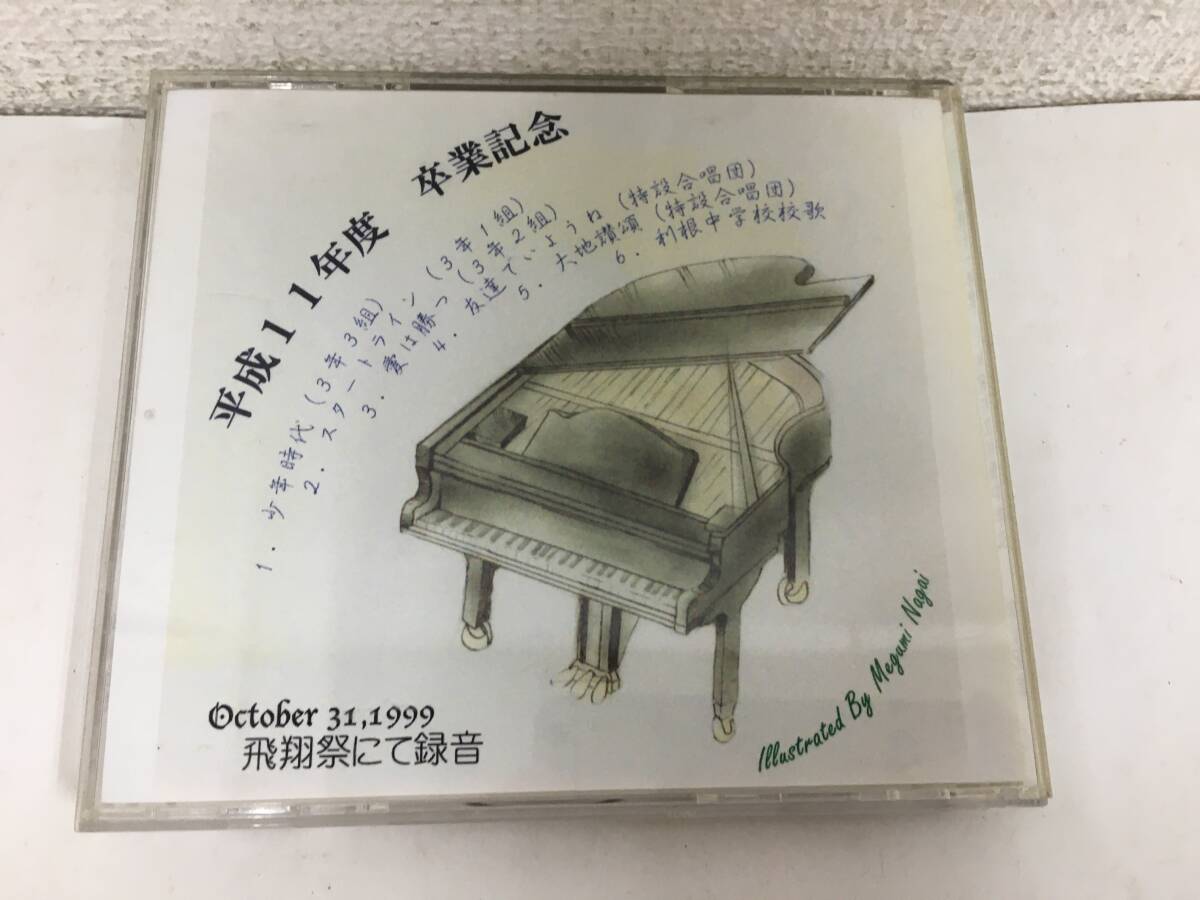 平成11年度 卒業記念
1. 少年時代 (3年3組)
2. スタートライン (3年1組)
3. 愛は勝つ (3年2組)
4. 友達でいようね (特設合唱団)
5. 大地讃頌 (特設合唱団)
6. 利根中学校校歌
October 31,1999
飛翔祭にて録音
Illustrated By Megumi Nagai